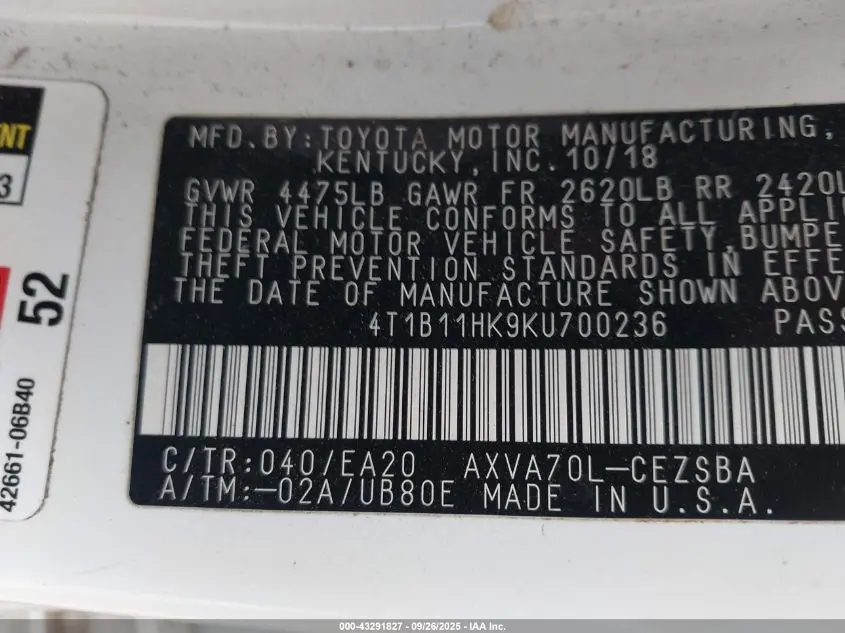 NT
3
52
42661-06B40
MFD.BY:TOYOTA MOTOR MANUFACTURING,
KENTUCKY,INC.10/18
GVWR 4475LB GAWR FR 2620LB RR 2420L
THIS VEHICLE CONFORMS TO ALL APPLI
FEDERAL MOTOR VEHICLE SAFETY,BUMPE
THEFT PREVENTION STANDARDS IN EFFE
THE DATE OF MANUFACTURE SHOWN ABOV
4T1B11HK9KU700236 PASS
C/TR:040/EA20 AXVA70L-CEZSBA
A/TM:-02A/UB80E MADE IN U.S.A.
000-43291827 - 09/26/2025 - IAA Inc.